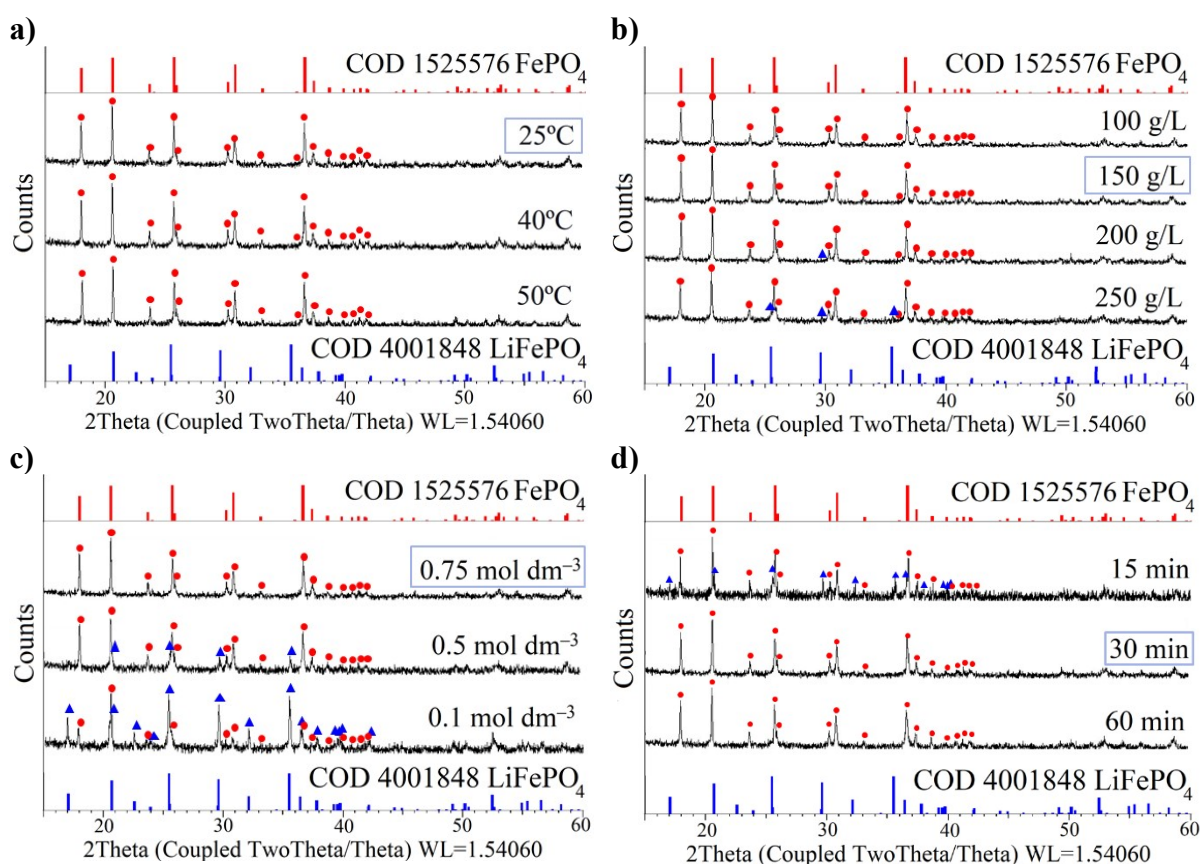 a)
COD 1525576 FePO4
25ºC
40ºC
50ºC
COD 4001848 LiFePO4
Counts
20 30 40 50 60
2Theta (Coupled TwoTheta/Theta) WL=1.54060
b)
COD 1525576 FePO4
100 g/L
150 g/L
200 g/L
250 g/L
COD 4001848 LiFePO4
Counts
20 30 40 50 60
2Theta (Coupled TwoTheta/Theta) WL=1.54060
c)
COD 1525576 FePO4
0.75 mol dm⁻³
0.5 mol dm⁻³
0.1 mol dm⁻³
COD 4001848 LiFePO4
Counts
20 30 40 50 60
2Theta (Coupled TwoTheta/Theta) WL=1.54060
d)
COD 1525576 FePO4
15 min
30 min
60 min
COD 4001848 LiFePO4
Counts
20 30 40 50 60
2Theta (Coupled TwoTheta/Theta) WL=1.54060